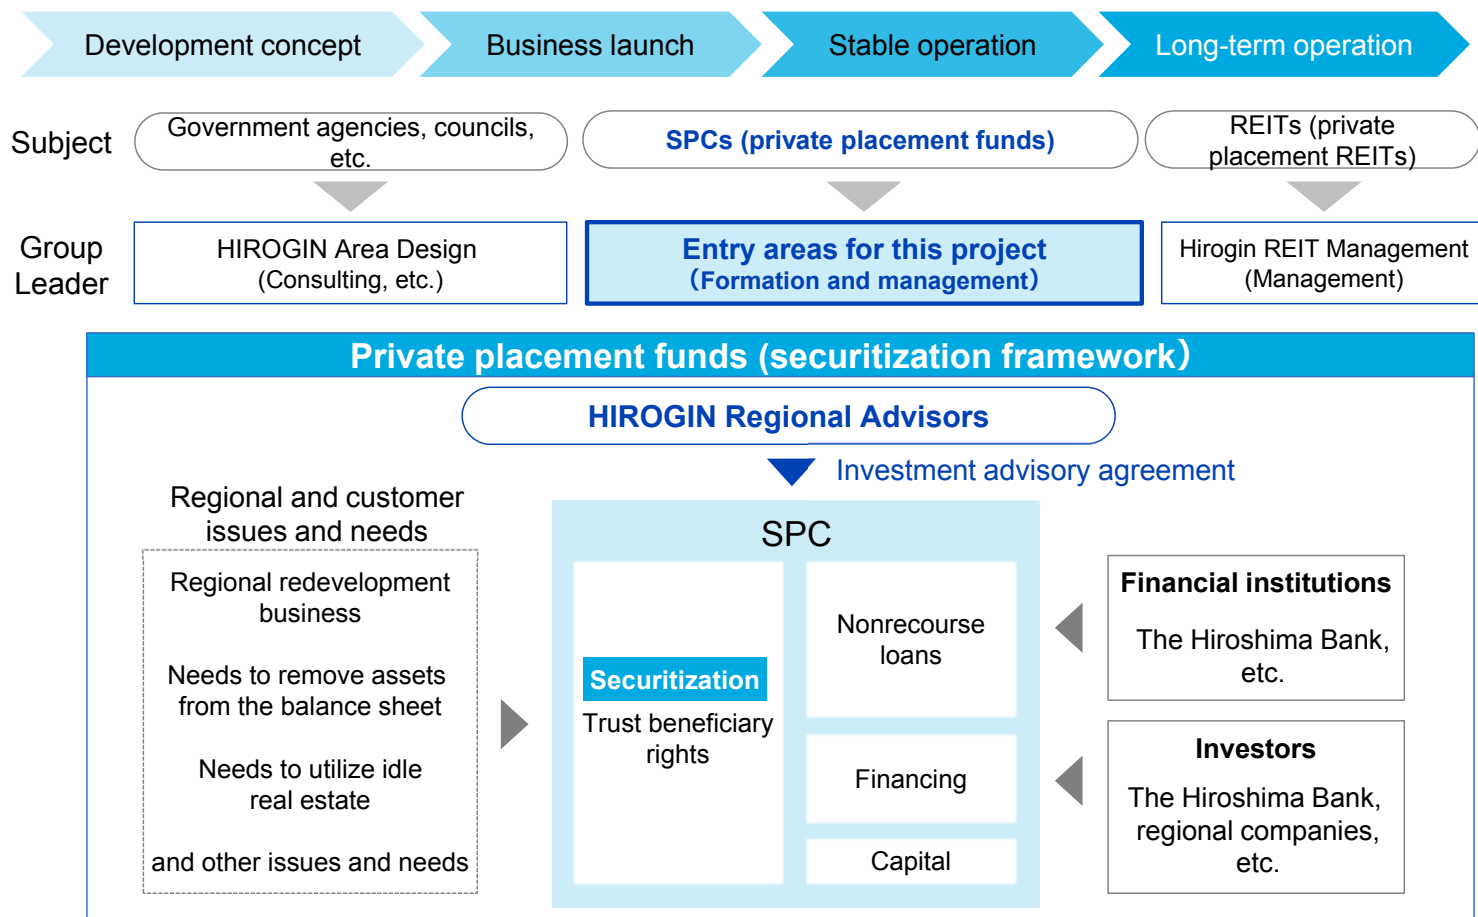 Development concept
Business launch
Stable operation
Long-term operation
Subject
Government agencies, councils,
etc.
SPCs (private placement funds)
REITs (private
placement REITs)
Group
Leader
HIROGIN Area Design
(Consulting, etc.)
Entry areas for this project
(Formation and management)
Hirogin REIT Management
(Management)
Private placement funds (securitization framework）
HIROGIN Regional Advisors
Investment advisory agreement
Regional and customer
issues and needs
Regional redevelopment
business
Needs to remove assets
from the balance sheet
Needs to utilize idle
real estate
and other issues and needs
SPC
Securitization
Trust beneficiary
rights
Nonrecourse
loans
Financing
Capital
Financial institutions
The Hiroshima Bank,
etc.
Investors
The Hiroshima Bank,
regional companies,
etc.